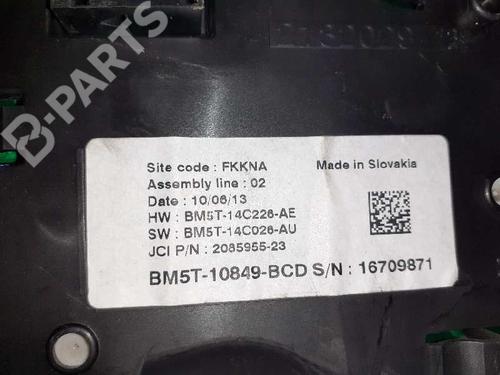 B-PARTS
Site code : FKKNA
Made in Slovakia
Assembly line : 02
Date : 10/06/13
HW : BM5T-14C226-AE
SW : BM5T-14C026-AU
JCI P/N : 2085955-23
BM5T-10849-BCD S/N : 16709871